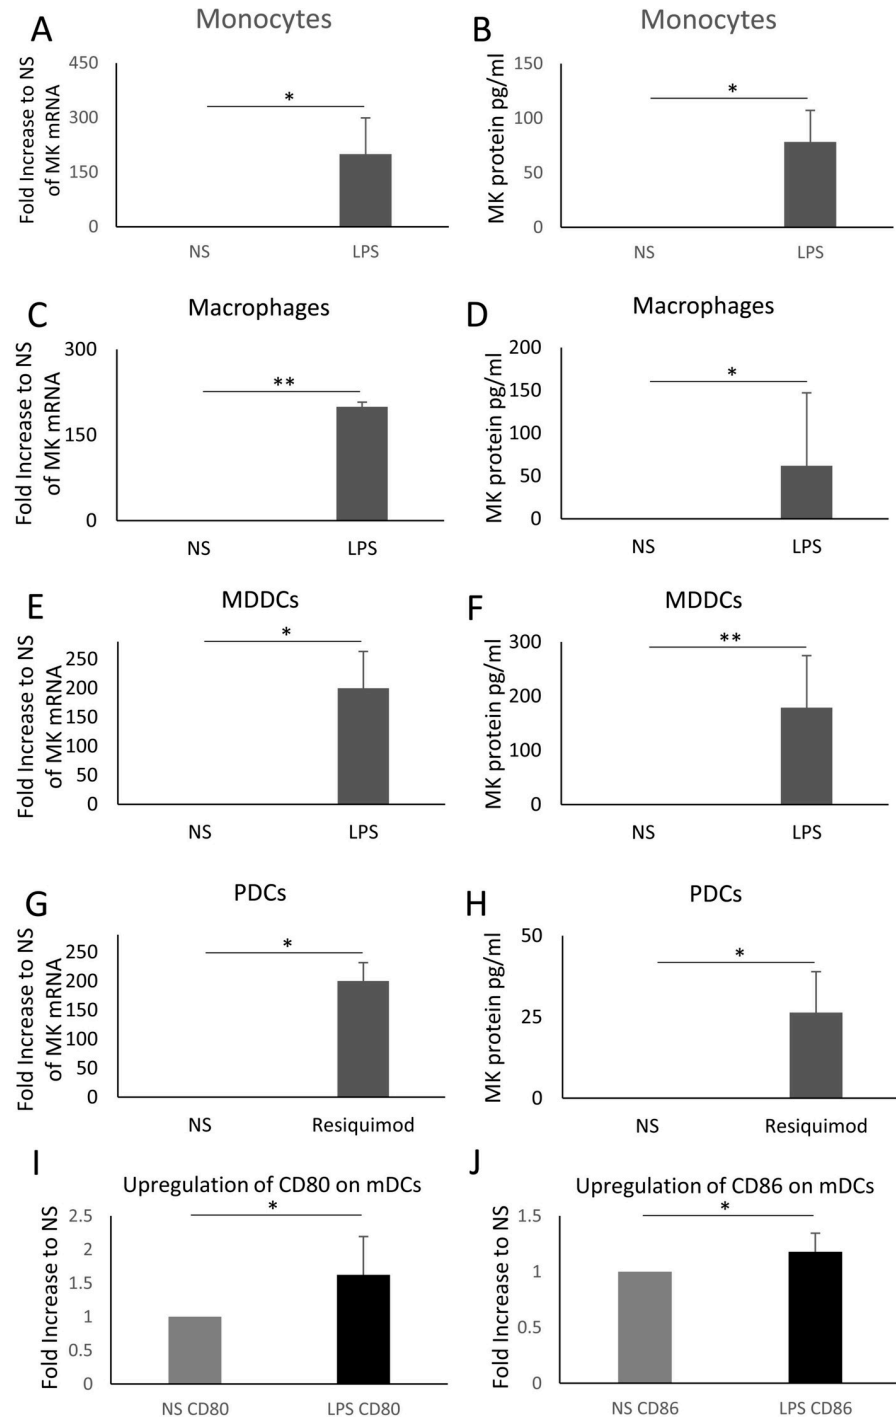 A
Monocytes
Fold Increase to NS
of MK mRNA
450
300
150
0
*
NS
LPS
B
Monocytes
MK protein pg/ml
150
100
50
0
*
NS
LPS
C
Macrophages
Fold Increase to NS
of MK mRNA
300
150
0
**
NS
LPS
D
Macrophages
MK protein pg/ml
200
150
100
50
0
*
NS
LPS
E
MDDCs
Fold Increase to NS
of MK mRNA
250
200
150
100
50
0
*
NS
LPS
F
MDDCs
MK protein pg/ml
300
200
100
0
**
NS
LPS
G
PDCs
Fold Increase to NS
of MK mRNA
250
200
150
100
50
0
*
NS
Resiquimod
H
PDCs
MK protein pg/ml
50
25
0
*
NS
Resiquimod
I
Upregulation of CD80 on mDCs
Fold Increase to NS
2.5
2
1.5
1
0.5
0
*
NS CD80
LPS CD80
J
Upregulation of CD86 on mDCs
Fold Increase to NS
1.5
1
0.5
0
*
NS CD86
LPS CD86